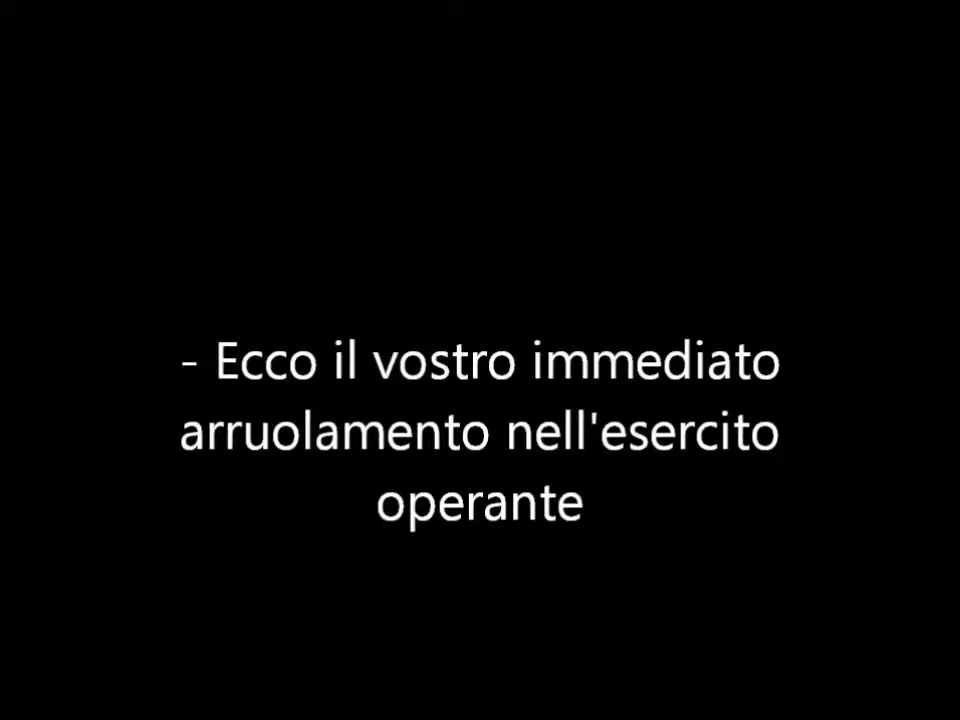 - Ecco il vostro immediato
arruolamento nell'esercito
operante